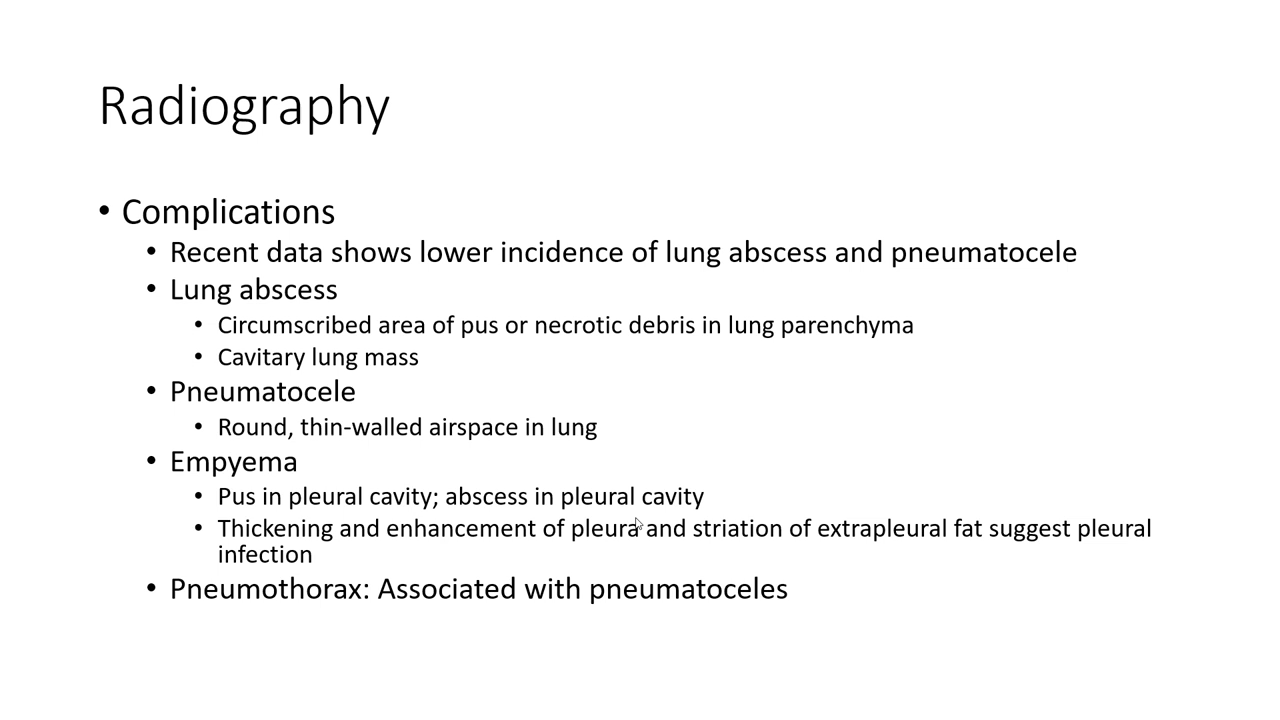 Radiography
• Complications
• Recent data shows lower incidence of lung abscess and pneumatocele
• Lung abscess
• Circumscribed area of pus or necrotic debris in lung parenchyma
• Cavitary lung mass
• Pneumatocele
• Round, thin-walled airspace in lung
• Empyema
• Pus in pleural cavity; abscess in pleural cavity
• Thickening and enhancement of pleura and striation of extrapleural fat suggest pleural
infection
• Pneumothorax: Associated with pneumatoceles